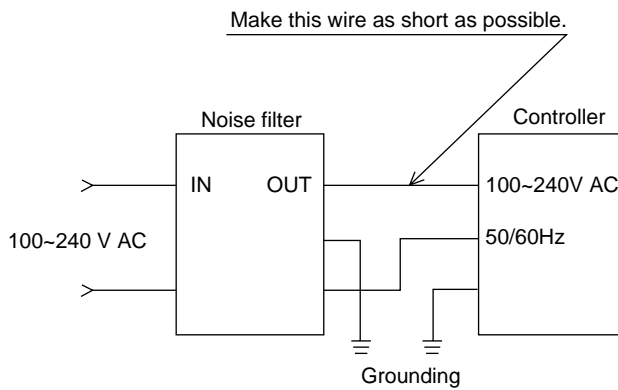 Make this wire as short as possible.
Noise filter
Controller
IN OUT
100~240V AC
100~240 V AC
50/60Hz
Grounding